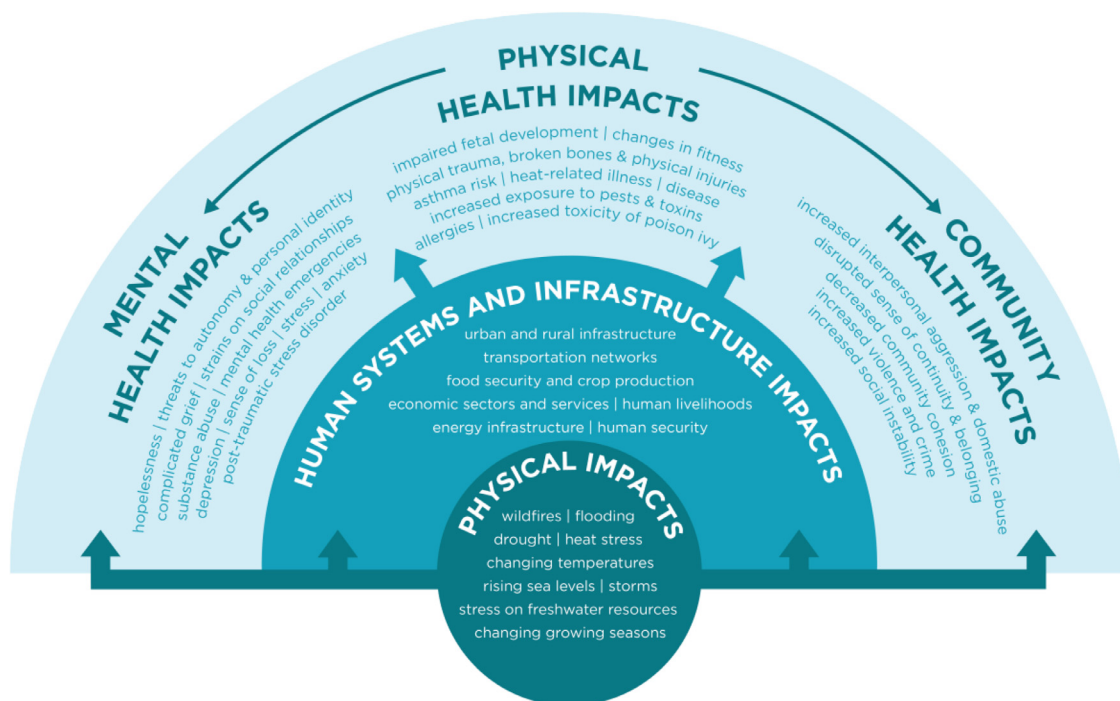 PHYSICAL
HEALTH IMPACTS
impaired fetal development | changes in fitness
physical trauma, broken bones & physical injuries
asthma risk | heat-related illness | disease
increased exposure to pests & toxins
allergies | increased toxicity of poison ivy
MENTAL
HEALTH IMPACTS
hopelessness | threats to autonomy & personal identity
complicated grief | strains on social relationships
substance abuse | mental health emergencies
depression | sense of loss | stress | anxiety
post-traumatic stress disorder
COMMUNITY
HEALTH IMPACTS
increased interpersonal aggression & domestic abuse
disrupted sense of continuity & belonging
decreased community cohesion
increased violence and crime
increased social instability
HUMAN SYSTEMS AND INFRASTRUCTURE IMPACTS
urban and rural infrastructure
transportation networks
food security and crop production
economic sectors and services | human livelihoods
energy infrastructure | human security
PHYSICAL IMPACTS
wildfires | flooding
drought | heat stress
changing temperatures
rising sea levels | storms
stress on freshwater resources
changing growing seasons